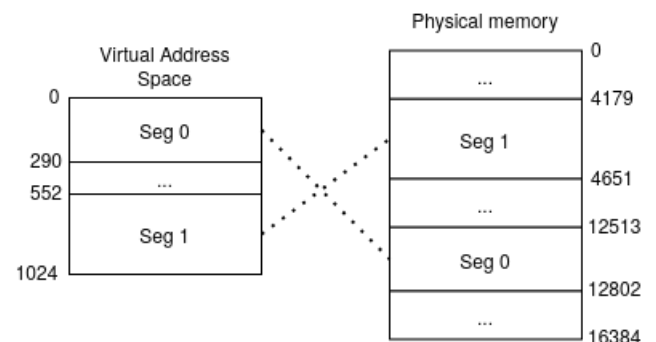 Physical memory
Virtual Address
Space
0
Seg 0
290
...
552
Seg 1
1024
0
...
4179
Seg 1
4651
...
12513
Seg 0
12802
...
16384